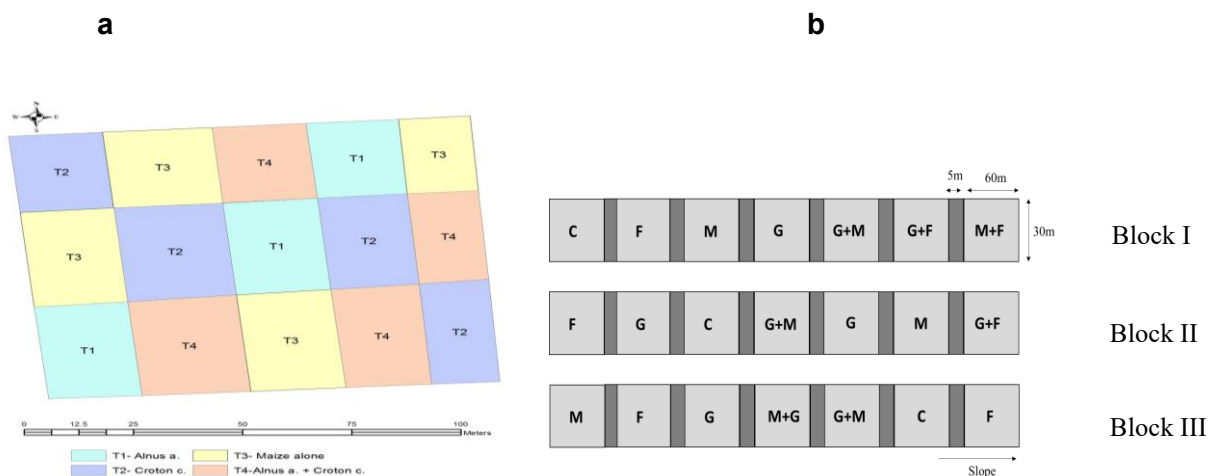 a
b
N
W E
S
T2 T3 T4 T1 T3
T3 T2 T1 T2 T4
T1 T4 T3 T4 T2
0 12.5 25 50 75 100
Meters
T1- Alnus a. T3- Maize alone
T2- Croton c. T4-Alnus a. + Croton c.
5m 60m
C F M G G+M G+F M+F
30m
Block I
F G C G+M G M G+F
Block II
M F G M+G G+M C F
Block III
Slope